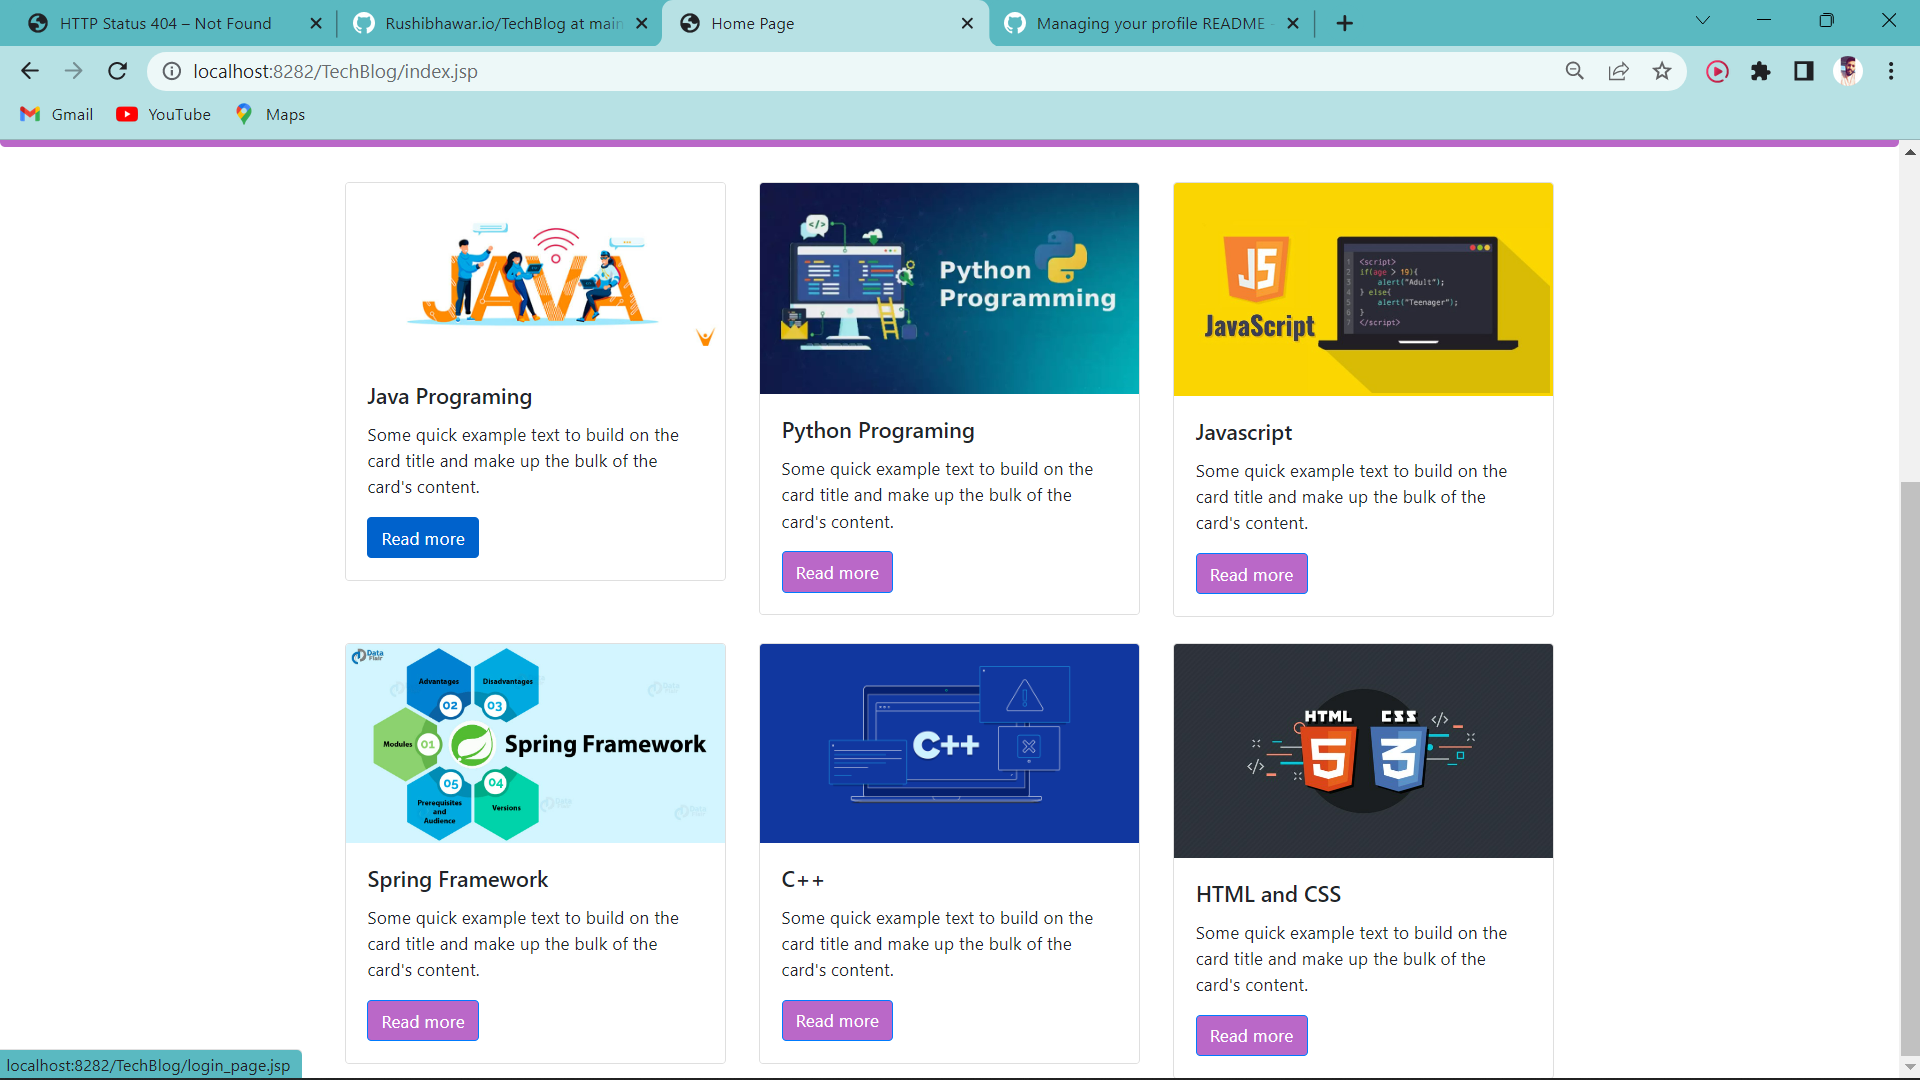 HTTP Status 404 – Not Found
Rushibhawar.io/TechBlog at main
Home Page
Managing your profile README -
localhost:8282/TechBlog/index.jsp
Gmail
YouTube
Maps
JAVA
Java Programing
Some quick example text to build on the
card title and make up the bulk of the
card's content.
Read more
</>
Python
Programming
Python Programing
Some quick example text to build on the
card title and make up the bulk of the
card's content.
Read more
JS
JavaScript
1 <script>
2 if(age > 19){
3 alert("Adult");
4 } else{
5 alert("Teenager");
6 }
7 </script>
Javascript
Some quick example text to build on the
card title and make up the bulk of the
card's content.
Read more
Data
Flair
Advantages
02
Disadvantages
03
Modules
01
Spring Framework
05
Prerequisites
and
Audience
04
Versions
Spring Framework
Some quick example text to build on the
card title and make up the bulk of the
card's content.
Read more
C++
C++
Some quick example text to build on the
card title and make up the bulk of the
card's content.
Read more
HTML
5
CSS
3
</>
</>
HTML and CSS
Some quick example text to build on the
card title and make up the bulk of the
card's content.
Read more
localhost:8282/TechBlog/login_page.jsp